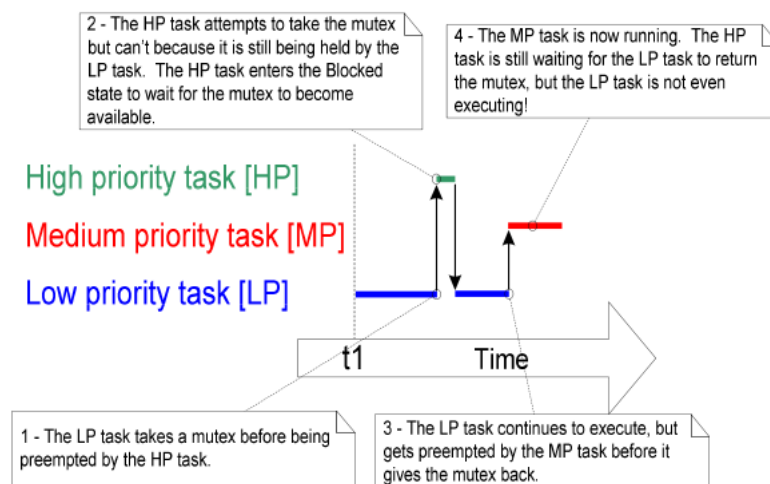 2 - The HP task attempts to take the mutex
but can't because it is still being held by the
LP task.  The HP task enters the Blocked
state to wait for the mutex to become
available.
4 - The MP task is now running.  The HP
task is still waiting for the LP task to return
the mutex, but the LP task is not even
executing!
High priority task [HP]
Medium priority task [MP]
Low priority task [LP]
t1
Time
1 - The LP task takes a mutex before being
preempted by the HP task.
3 - The LP task continues to execute, but
gets preempted by the MP task before it
gives the mutex back.